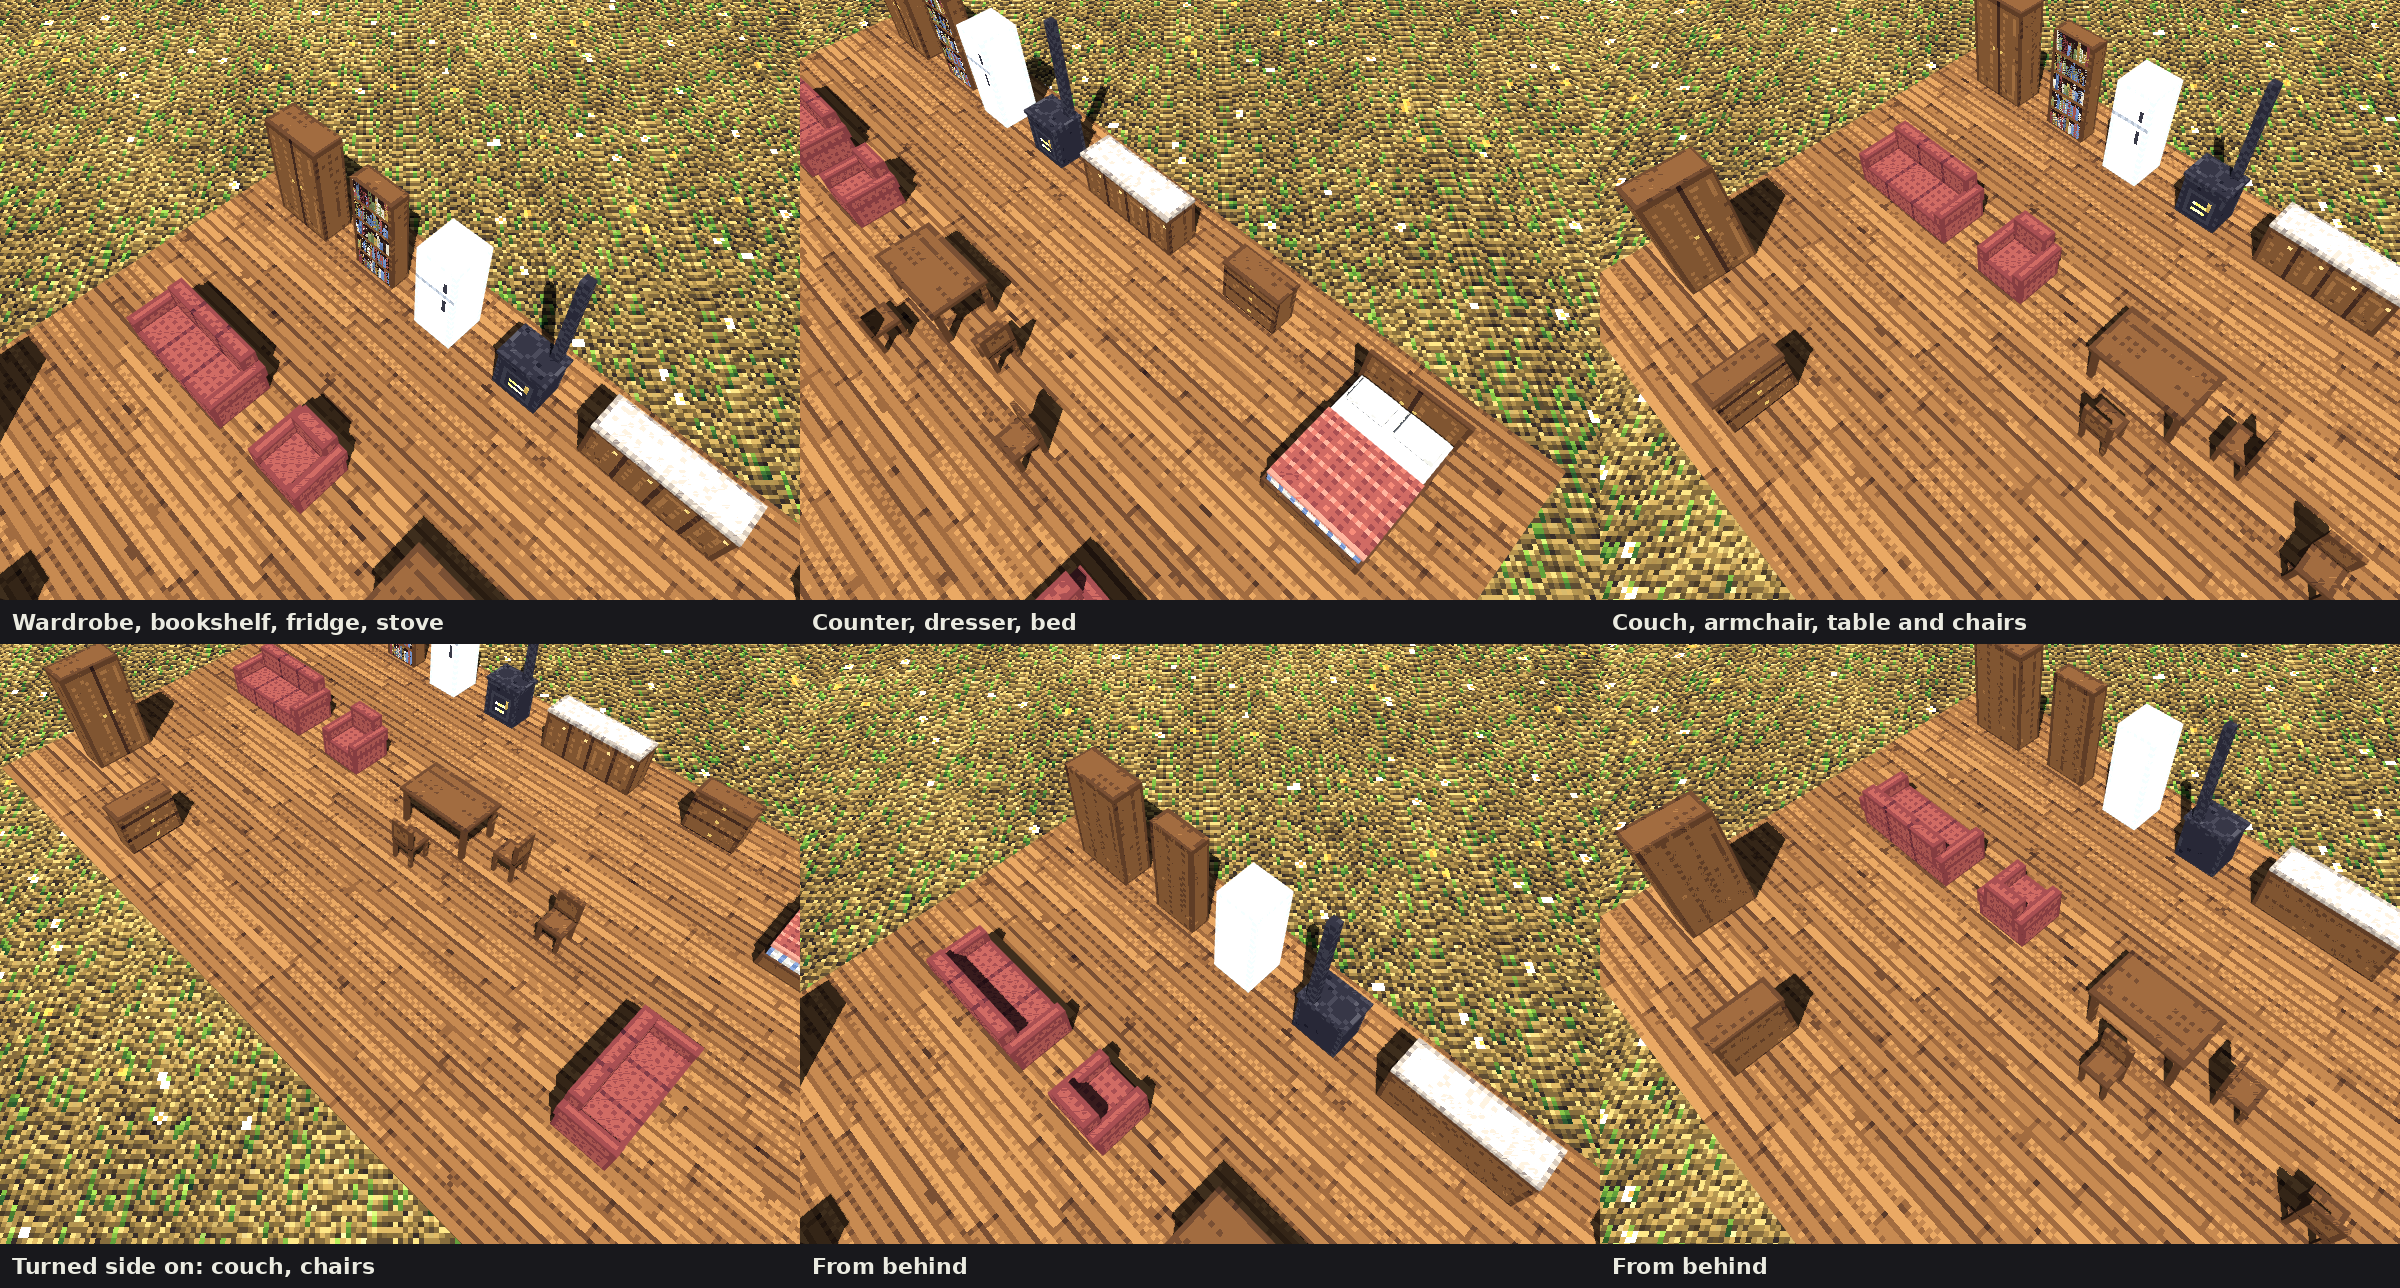 Wardrobe, bookshelf, fridge, stove
Counter, dresser, bed
Couch, armchair, table and chairs
Turned side on: couch, chairs
From behind
From behind